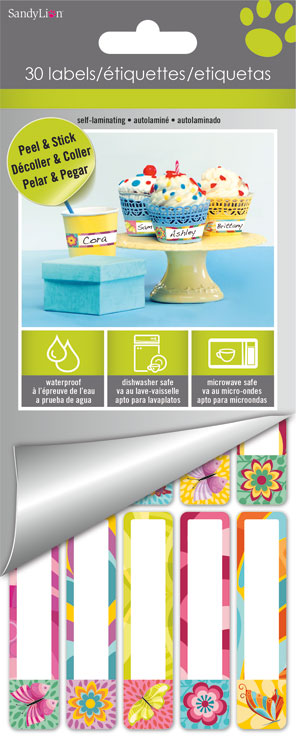 SandyLion
30 labels/étiquettes/etiquetas
self-laminating • autolaminé • autolaminado
Peel & Stick
Décoller & Coller
Pelar & Pegar
Cora
Sam
Ashley
Brittany
waterproof
à l'épreuve de l'eau
a prueba de agua
dishwasher safe
va au lave-vaisselle
apto para lavaplatos
microwave safe
va au micro-ondes
apto para microondas